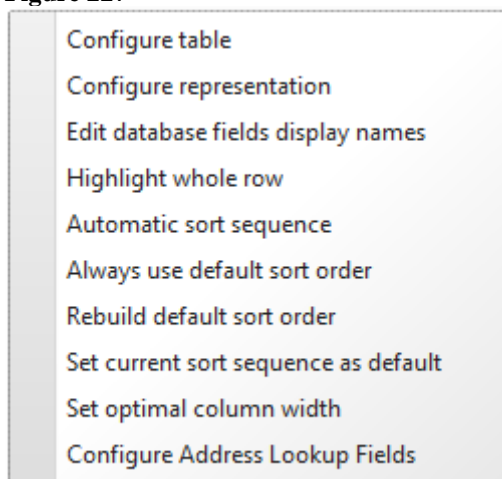 Configure table
Configure representation
Edit database fields display names
Highlight whole row
Automatic sort sequence
Always use default sort order
Rebuild default sort order
Set current sort sequence as default
Set optimal column width
Configure Address Lookup Fields